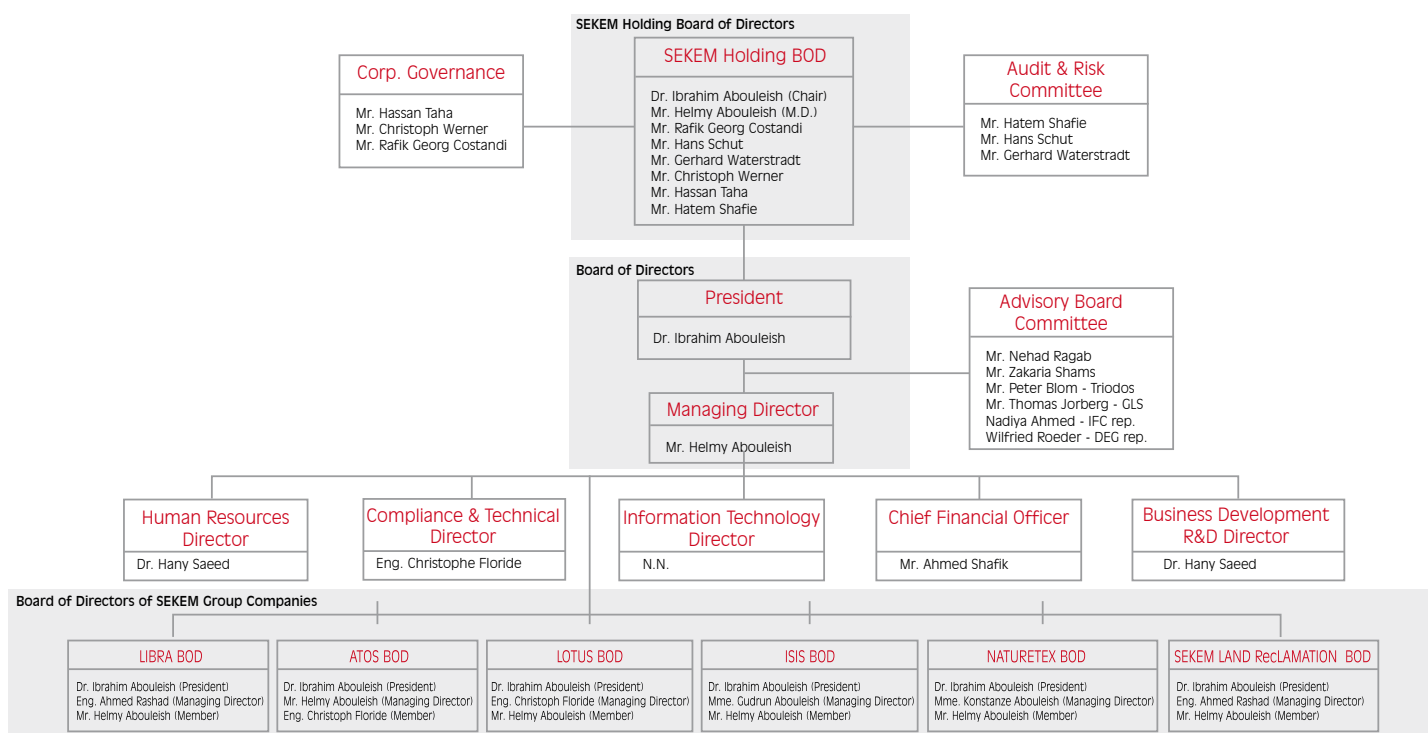 SEKEM Holding Board of Directors
SEKEM Holding BOD
Dr. Ibrahim Abouleish (Chair)
Mr. Helmy Abouleish (M.D.)
Mr. Rafik Georg Costandi
Mr. Hans Schut
Mr. Gerhard Waterstradt
Mr. Christoph Werner
Mr. Hassan Taha
Mr. Hatem Shafie
Corp. Governance
Mr. Hassan Taha
Mr. Christoph Werner
Mr. Rafik Georg Costandi
Audit & Risk
Committee
Mr. Hatem Shafie
Mr. Hans Schut
Mr. Gerhard Waterstradt
Board of Directors
President
Dr. Ibrahim Abouleish
Advisory Board
Committee
Mr. Nehad Ragab
Mr. Zakaria Shams
Mr. Peter Blom - Triodos
Mr. Thomas Jorberg - GLS
Nadiya Ahmed - IFC rep.
Wilfried Roeder - DEG rep.
Managing Director
Mr. Helmy Abouleish
Human Resources
Director
Dr. Hany Saeed
Compliance & Technical
Director
Eng. Christophe Floride
Information Technology
Director
N.N.
Chief Financial Officer
Mr. Ahmed Shafik
Business Development
R&D Director
Dr. Hany Saeed
Board of Directors of SEKEM Group Companies
LIBRA BOD
Dr. Ibrahim Abouleish (President)
Eng. Ahmed Rashad (Managing Director)
Mr. Helmy Abouleish (Member)
ATOS BOD
Dr. Ibrahim Abouleish (President)
Mr. Helmy Abouleish (Managing Director)
Eng. Christoph Floride (Member)
LOTUS BOD
Dr. Ibrahim Abouleish (President)
Eng. Christoph Floride (Managing Director)
Mr. Helmy Abouleish (Member)
ISIS BOD
Dr. Ibrahim Abouleish (President)
Mme. Gudrun Abouleish (Managing Director)
Mr. Helmy Abouleish (Member)
NATURETEX BOD
Dr. Ibrahim Abouleish (President)
Mme. Konstanze Abouleish (Managing Director)
Mr. Helmy Abouleish (Member)
SEKEM LAND RecLAMATION BOD
Dr. Ibrahim Abouleish (President)
Eng. Ahmed Rashad (Managing Director)
Mr. Helmy Abouleish (Member)